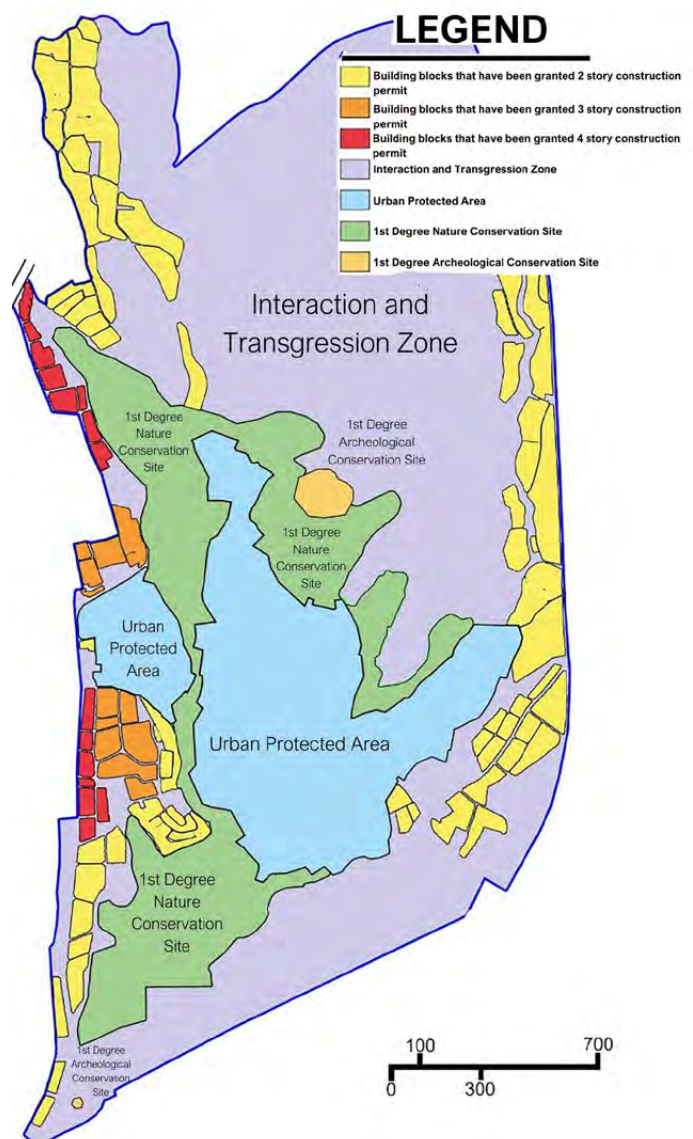 LEGEND
Building blocks that have been granted 2 story construction
permit
Building blocks that have been granted 3 story construction
permit
Building blocks that have been granted 4 story construction
permit
Interaction and Transgression Zone
Urban Protected Area
1st Degree Nature Conservation Site
1st Degree Archeological Conservation Site
Interaction and
Transgression Zone
1st Degree
Nature
Conservation
Site
1st Degree
Archeological
Conservation Site
1st Degree
Nature
Conservation
Site
Urban
Protected
Area
Urban Protected Area
1st Degree
Nature
Conservation
Site
1st Degree
Archeological
Conservation
Site
100
700
0
300